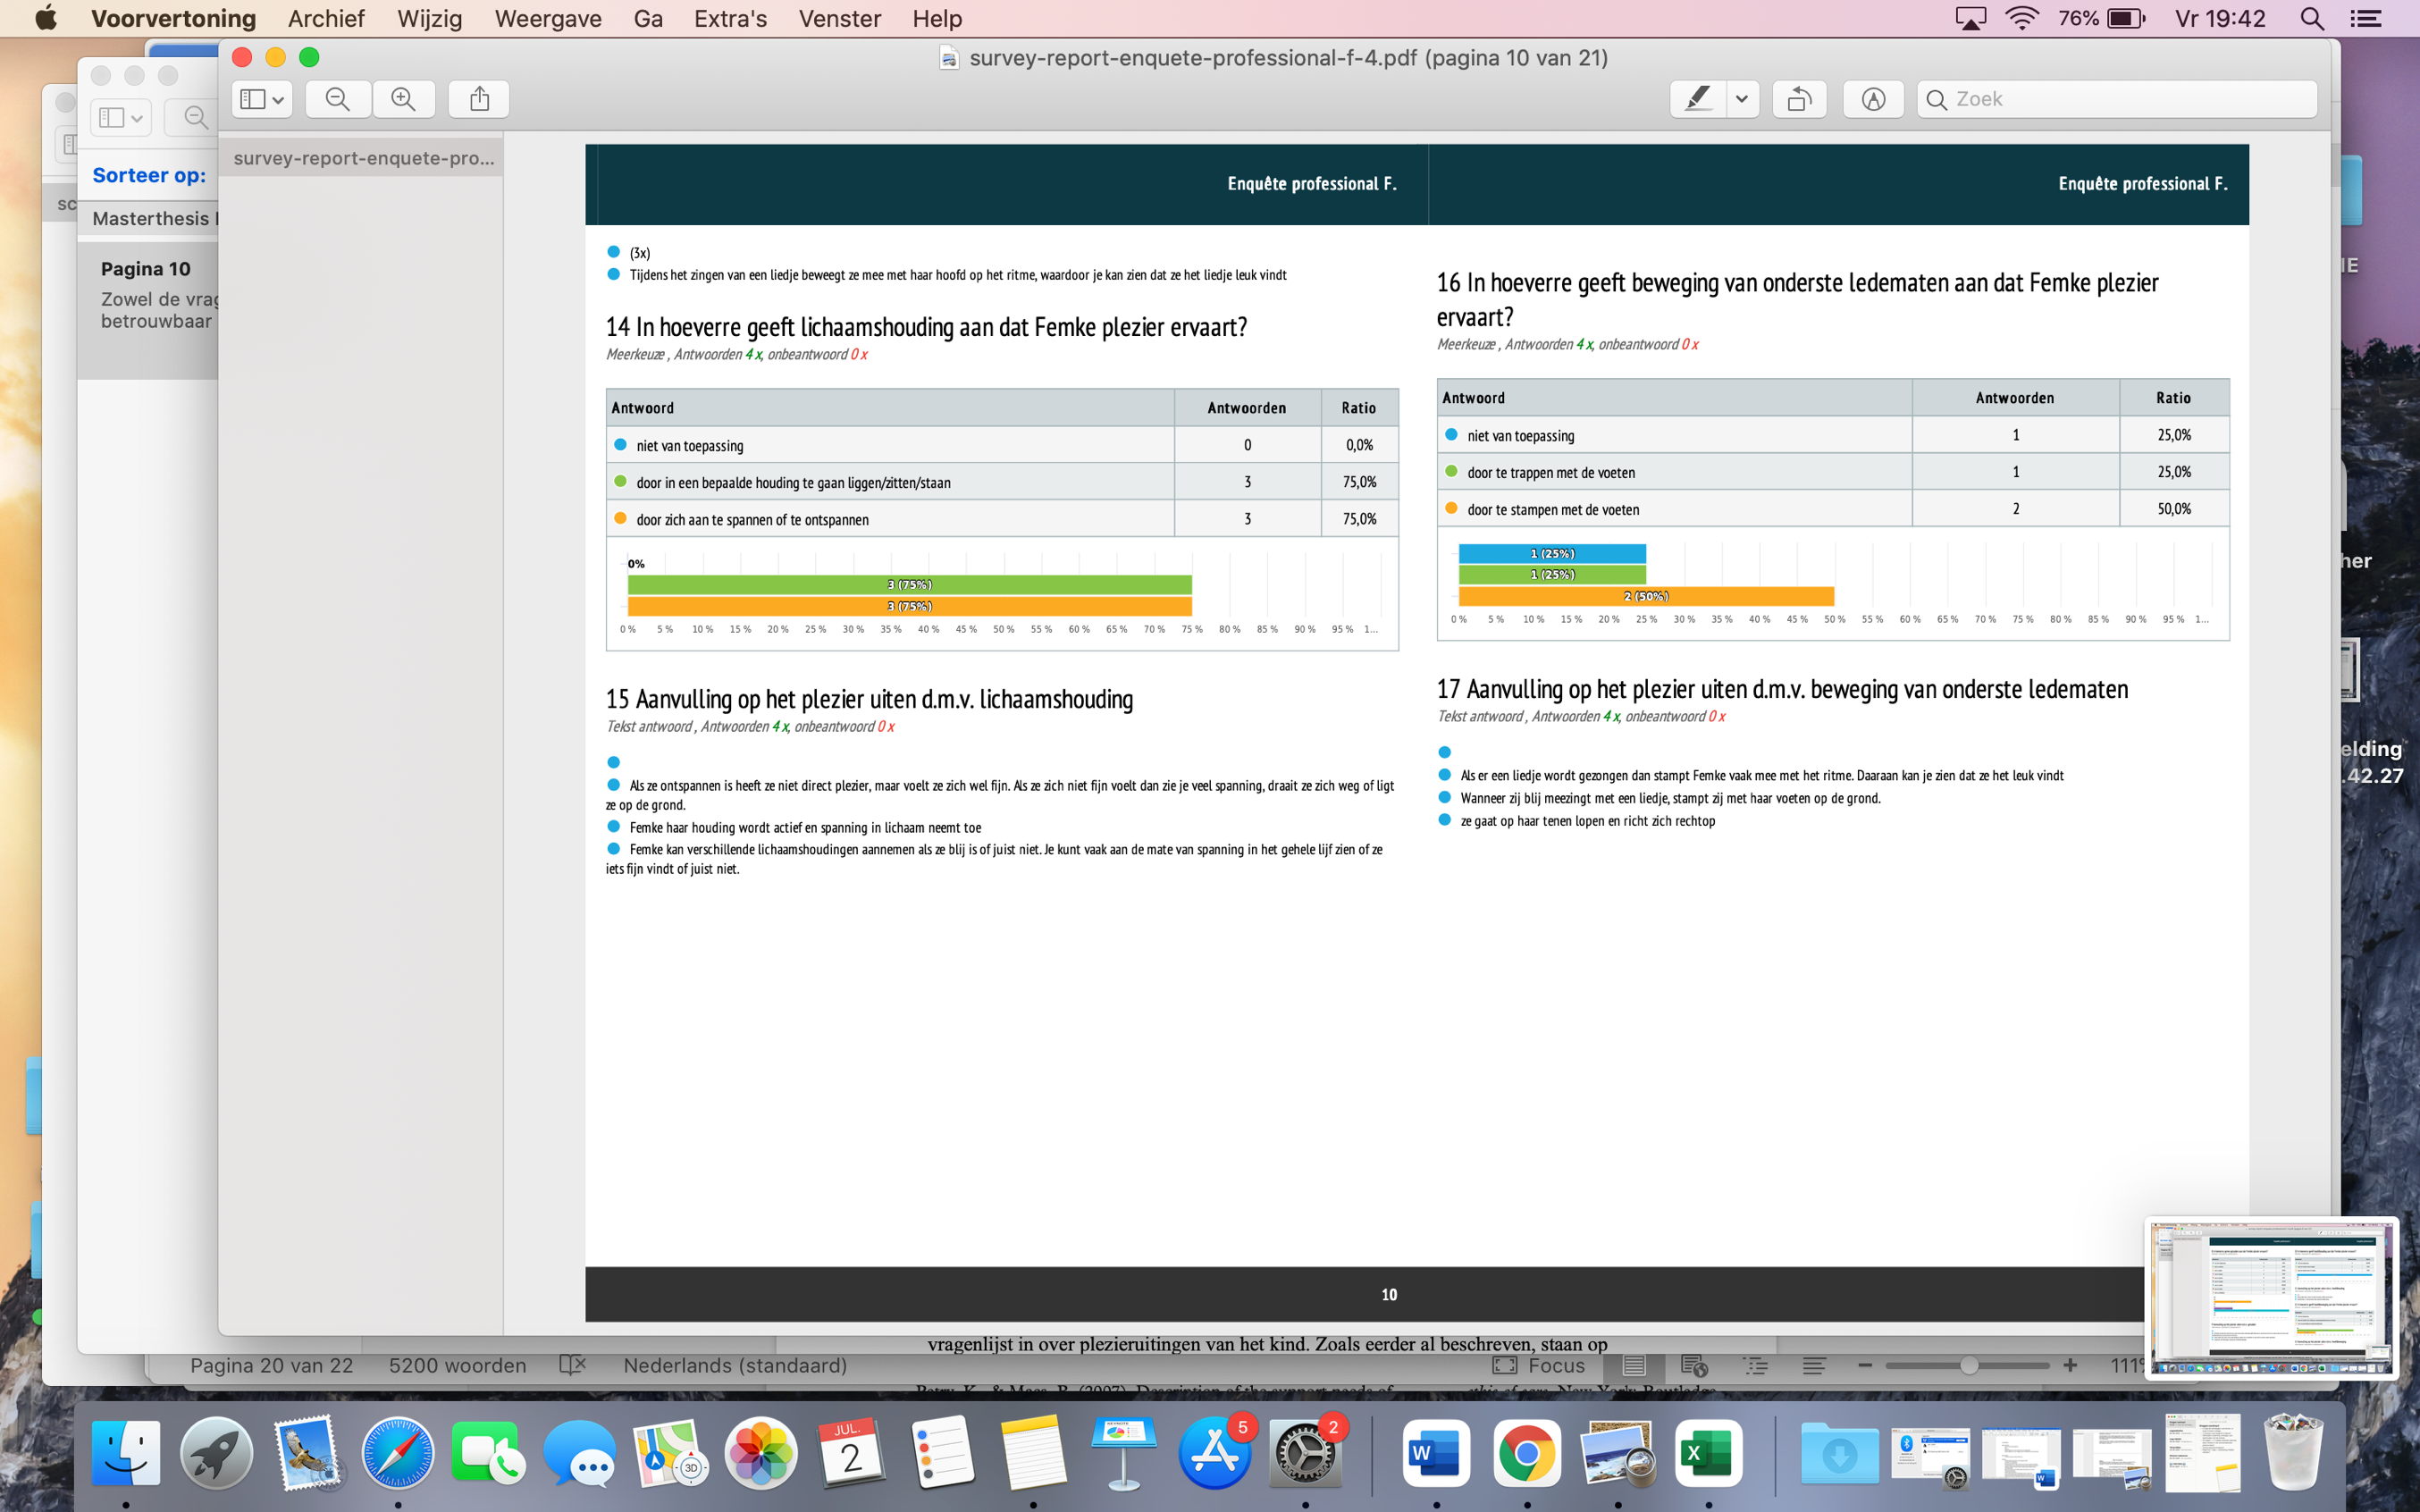 Voorvertoning Archief Wijzig Weergave Ga Extra's Venster Help
76% Vr 19:42
survey-report-enquete-professional-f-4.pdf (pagina 10 van 21)
Zoek
Sorteer op:
Masterthesis
Pagina 10
Zowel de vrag
betrouwbaar
sc
survey-report-enquete-pro...
Enquête professional F.
(3x)
Tijdens het zingen van een liedje beweegt ze mee met haar hoofd op het ritme, waardoor je kan zien dat ze het liedje leuk vindt
14 In hoeverre geeft lichaamshouding aan dat Femke plezier ervaart?
Meerkeuze , Antwoorden 4 x, onbeantwoord 0 x
Antwoord Antwoorden Ratio
niet van toepassing 0 0,0%
door in een bepaalde houding te gaan liggen/zitten/staan 3 75,0%
door zich aan te spannen of te ontspannen 3 75,0%
0%
3 (75%)
3 (75%)
0 % 5 % 10 % 15 % 20 % 25 % 30 % 35 % 40 % 45 % 50 % 55 % 60 % 65 % 70 % 75 % 80 % 85 % 90 % 95 % 1...
15 Aanvulling op het plezier uiten d.m.v. lichaamshouding
Tekst antwoord , Antwoorden 4 x, onbeantwoord 0 x
Als ze ontspannen is heeft ze niet direct plezier, maar voelt ze zich wel fijn. Als ze zich niet fijn voelt dan zie je veel spanning, draait ze zich weg of ligt
ze op de grond.
Femke haar houding wordt actief en spanning in lichaam neemt toe
Femke kan verschillende lichaamshoudingen aannemen als ze blij is of juist niet. Je kunt vaak aan de mate van spanning in het gehele lijf zien of ze
iets fijn vindt of juist niet.
Enquête professional F.
16 In hoeverre geeft beweging van onderste ledematen aan dat Femke plezier
ervaart?
Meerkeuze , Antwoorden 4 x, onbeantwoord 0 x
Antwoord Antwoorden Ratio
niet van toepassing 1 25,0%
door te trappen met de voeten 1 25,0%
door te stampen met de voeten 2 50,0%
1 (25%)
1 (25%)
2 (50%)
0 % 5 % 10 % 15 % 20 % 25 % 30 % 35 % 40 % 45 % 50 % 55 % 60 % 65 % 70 % 75 % 80 % 85 % 90 % 95 % 1...
17 Aanvulling op het plezier uiten d.m.v. beweging van onderste ledematen
Tekst antwoord , Antwoorden 4 x, onbeantwoord 0 x
Als er een liedje wordt gezongen dan stampt Femke vaak mee met het ritme. Daaraan kan je zien dat ze het leuk vindt
Wanneer zij blij meezingt met een liedje, stampt zij met haar voeten op de grond.
ze gaat op haar tenen lopen en richt zich rechtop
10
IE
her
elding
.42.27
vragenlijst in over plezieruitingen van het kind. Zoals eerder al beschreven, staan op
Pagina 20 van 22 5200 woorden Nederlands (standaard) Focus 111%
JUL.
2
3D
5
2
W
X